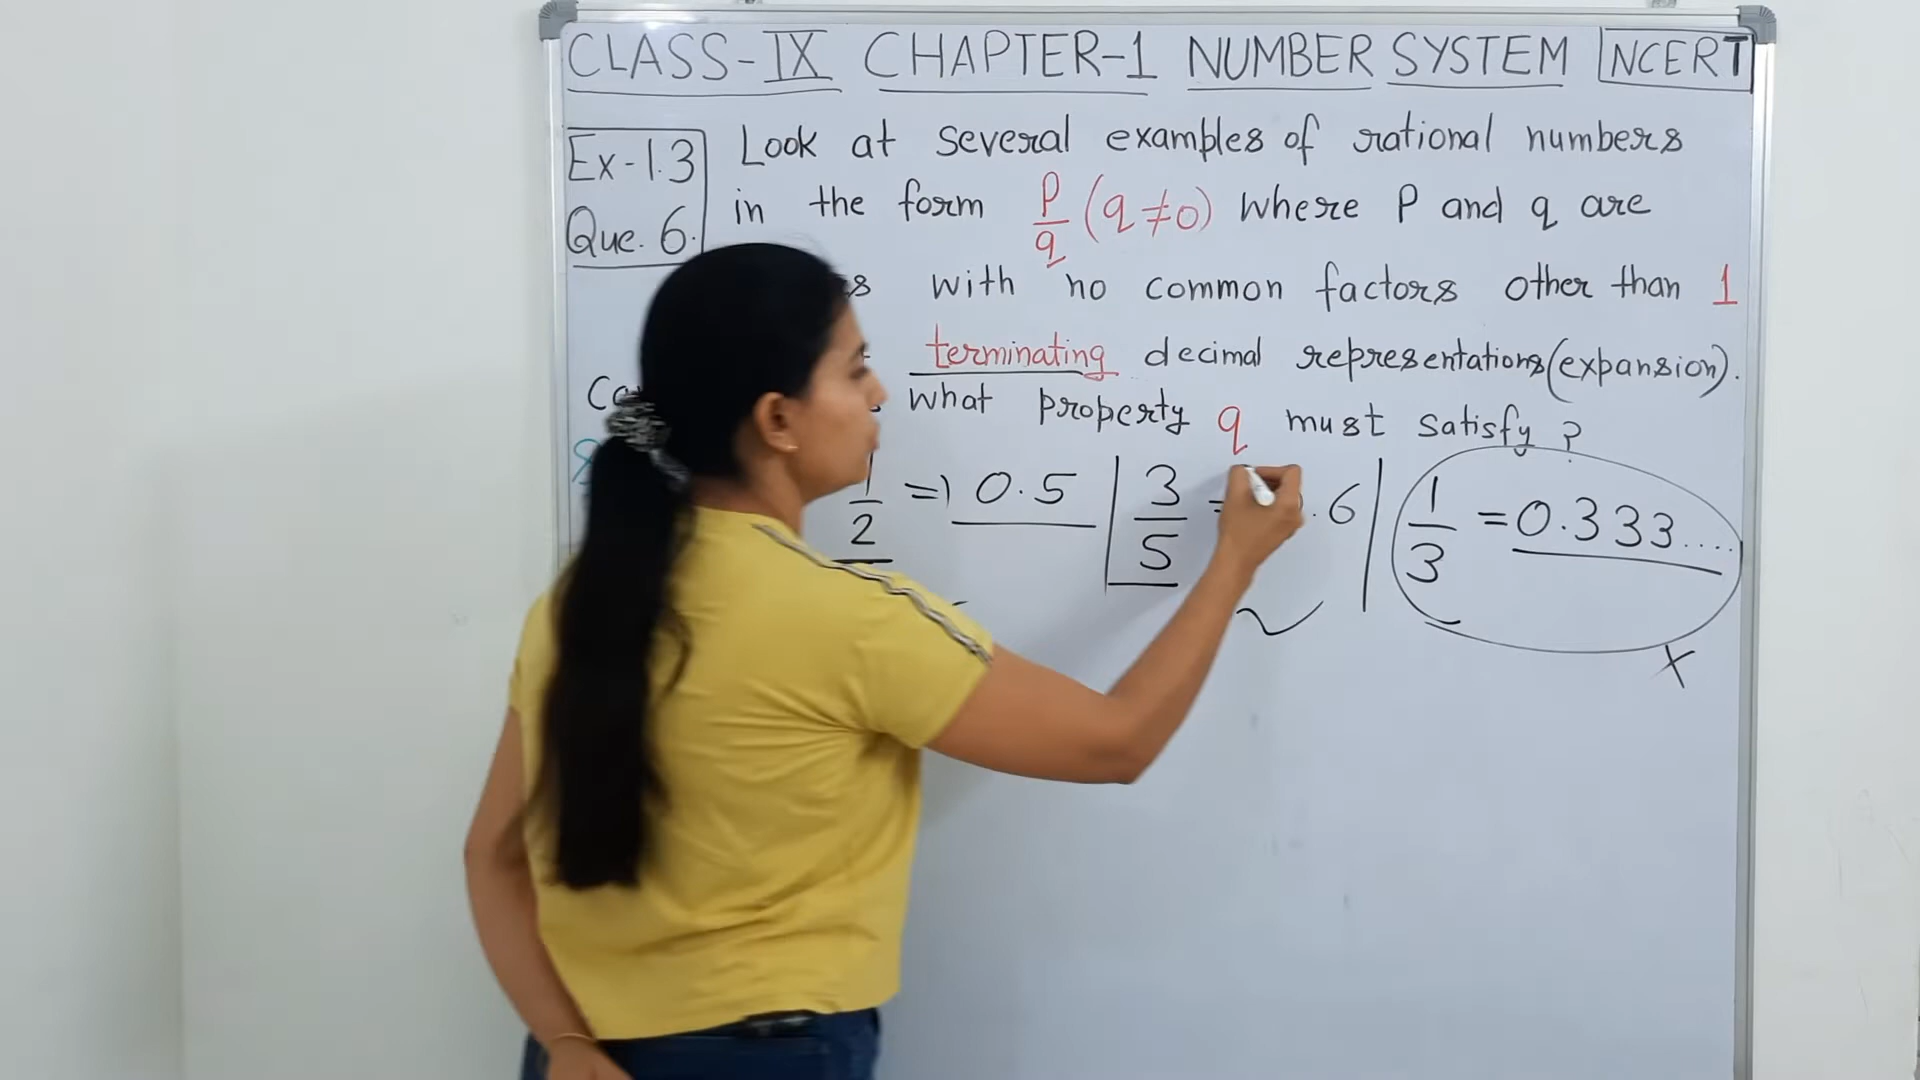 CLASS-IX CHAPTER-1 NUMBER SYSTEM NCERT
Ex-1.3
Que. 6.
Look at several examples of rational numbers
in the form p/q (q≠0) where P and q are
with no common factors other than 1
terminating decimal representations (expansion).
what property q must satisfy?
1/2 = 0.5 | 3/5 = .6 | 1/3 = 0.333....
x